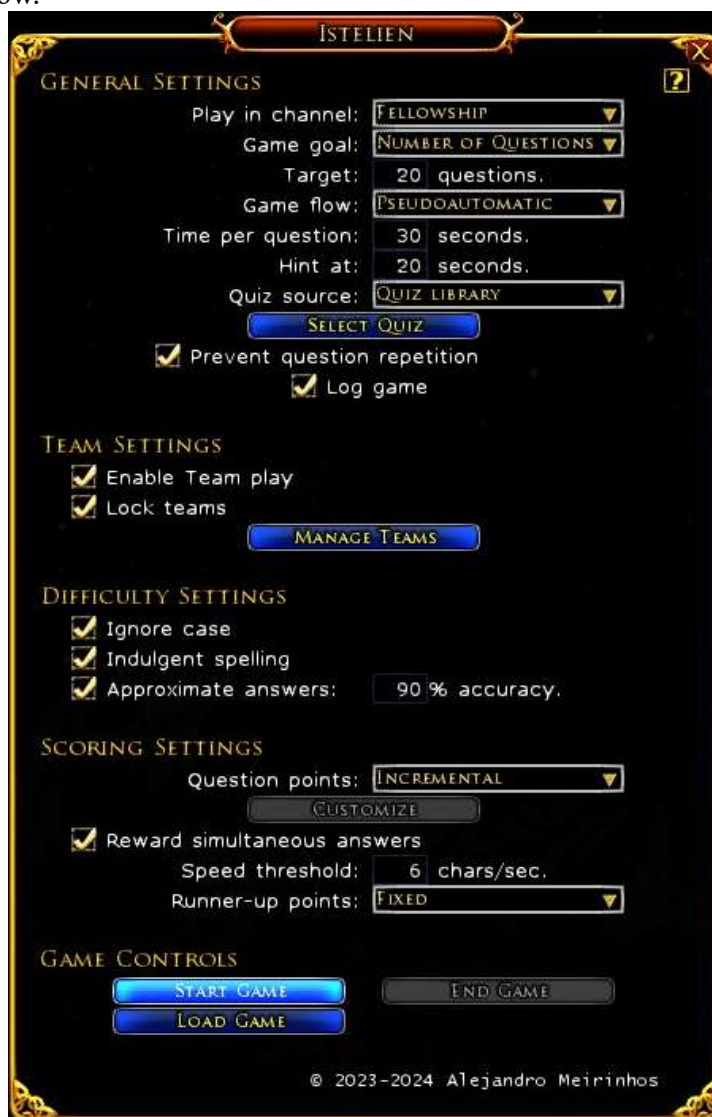 ow.
ISTELIEN
GENERAL SETTINGS ?
Play in channel: FELLOWSHIP
Game goal: NUMBER OF QUESTIONS
Target: 20 questions.
Game flow: PSEUDOAUTOMATIC
Time per question: 30 seconds.
Hint at: 20 seconds.
Quiz source: QUIZ LIBRARY
SELECT QUIZ
Prevent question repetition
Log game
TEAM SETTINGS
Enable Team play
Lock teams
MANAGE TEAMS
DIFFICULTY SETTINGS
Ignore case
Indulgent spelling
Approximate answers: 90 % accuracy.
SCORING SETTINGS
Question points: INCREMENTAL
CUSTOMIZE
Reward simultaneous answers
Speed threshold: 6 chars/sec.
Runner-up points: FIXED
GAME CONTROLS
START GAME END GAME
LOAD GAME
© 2023-2024 Alejandro Meirinhos